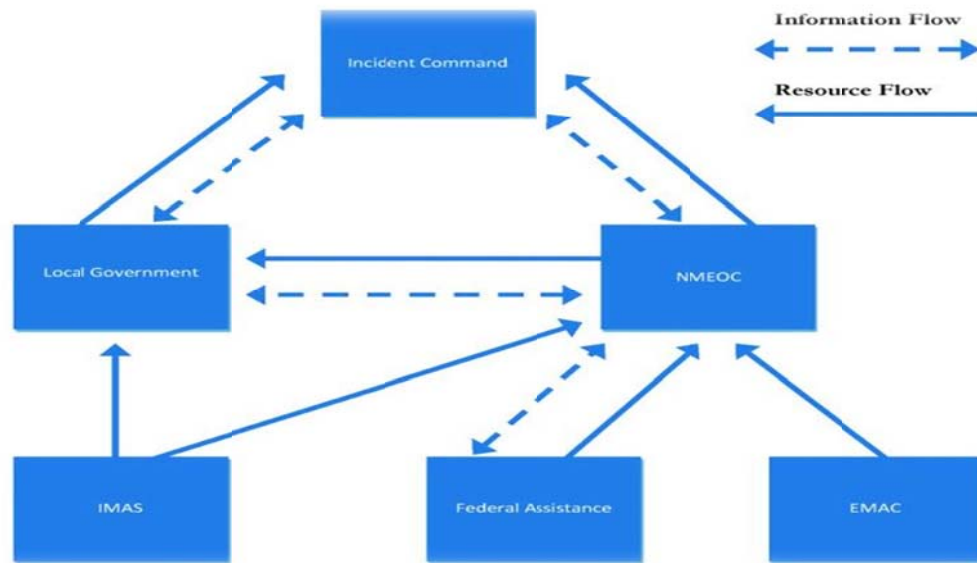 Incident Command
Information Flow
Resource Flow
Local Government
NMEOC
IMAS
Federal Assistance
EMAC